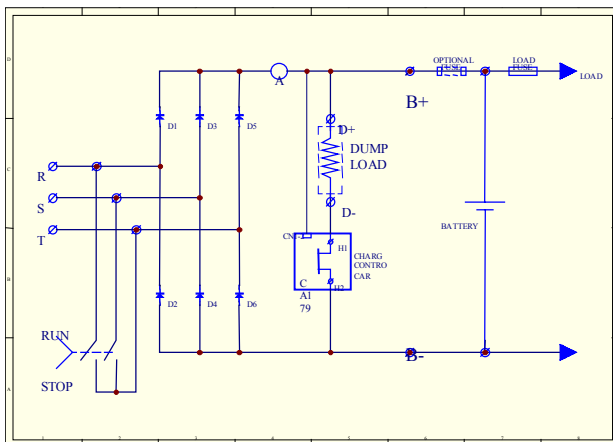 OPTIONAL
FUSE
LOAD
FUSE
A
LOAD
B+
D1
D3
D5
D+
DUMP
LOAD
R
S
D-
T
BATTERY
H1
CHARG
CONTRO
CAR
H2
C
A1
79
D2
D4
D6
RUN
B-
STOP